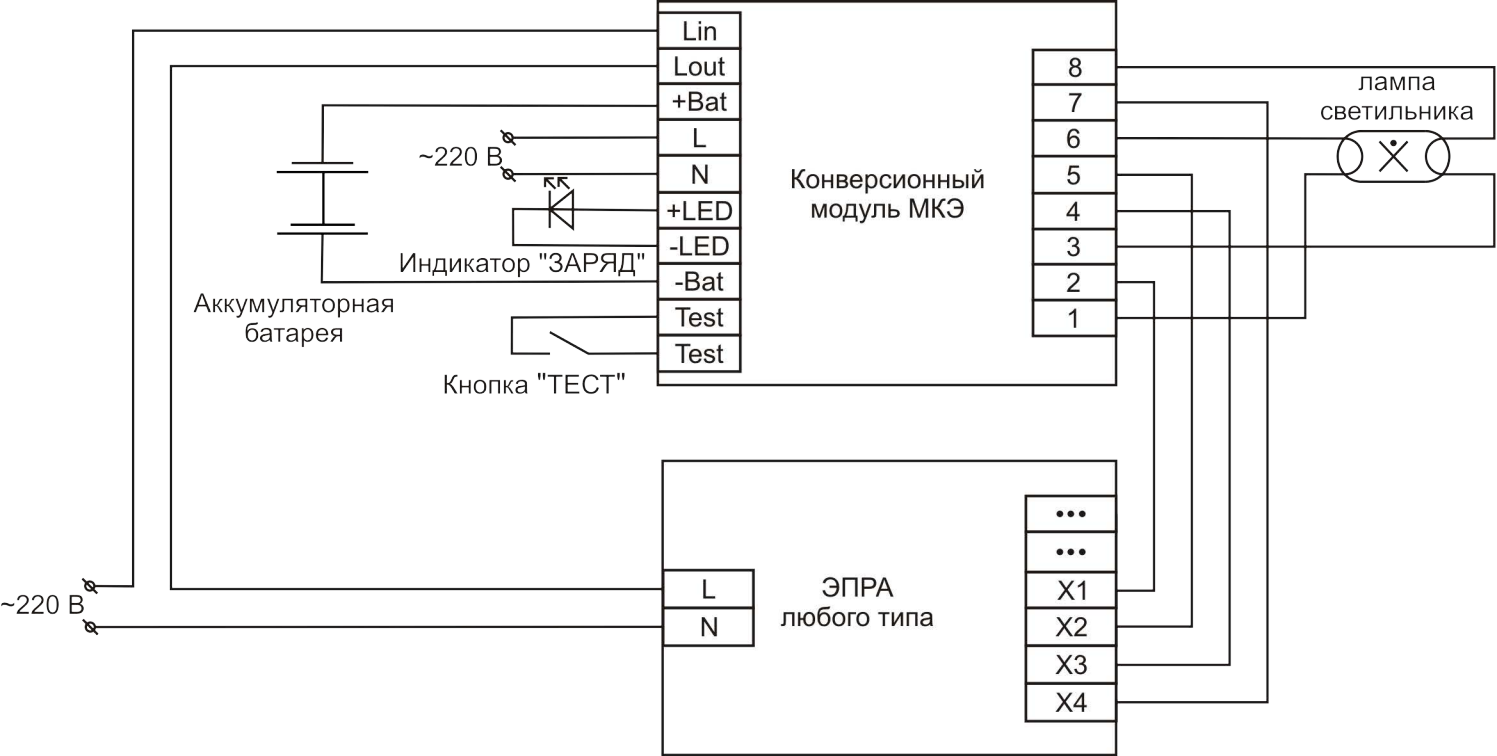 Lin
Lout
+Bat
L
N
+LED
-LED
-Bat
Test
Test
~220 В
Индикатор "ЗАРЯД"
Аккумуляторная
батарея
Кнопка "ТЕСТ"
Конверсионный
модуль МКЭ
8
7
6
5
4
3
2
1
лампа
светильника
~220 В
L
N
ЭПРА
любого типа
•••
•••
X1
X2
X3
X4